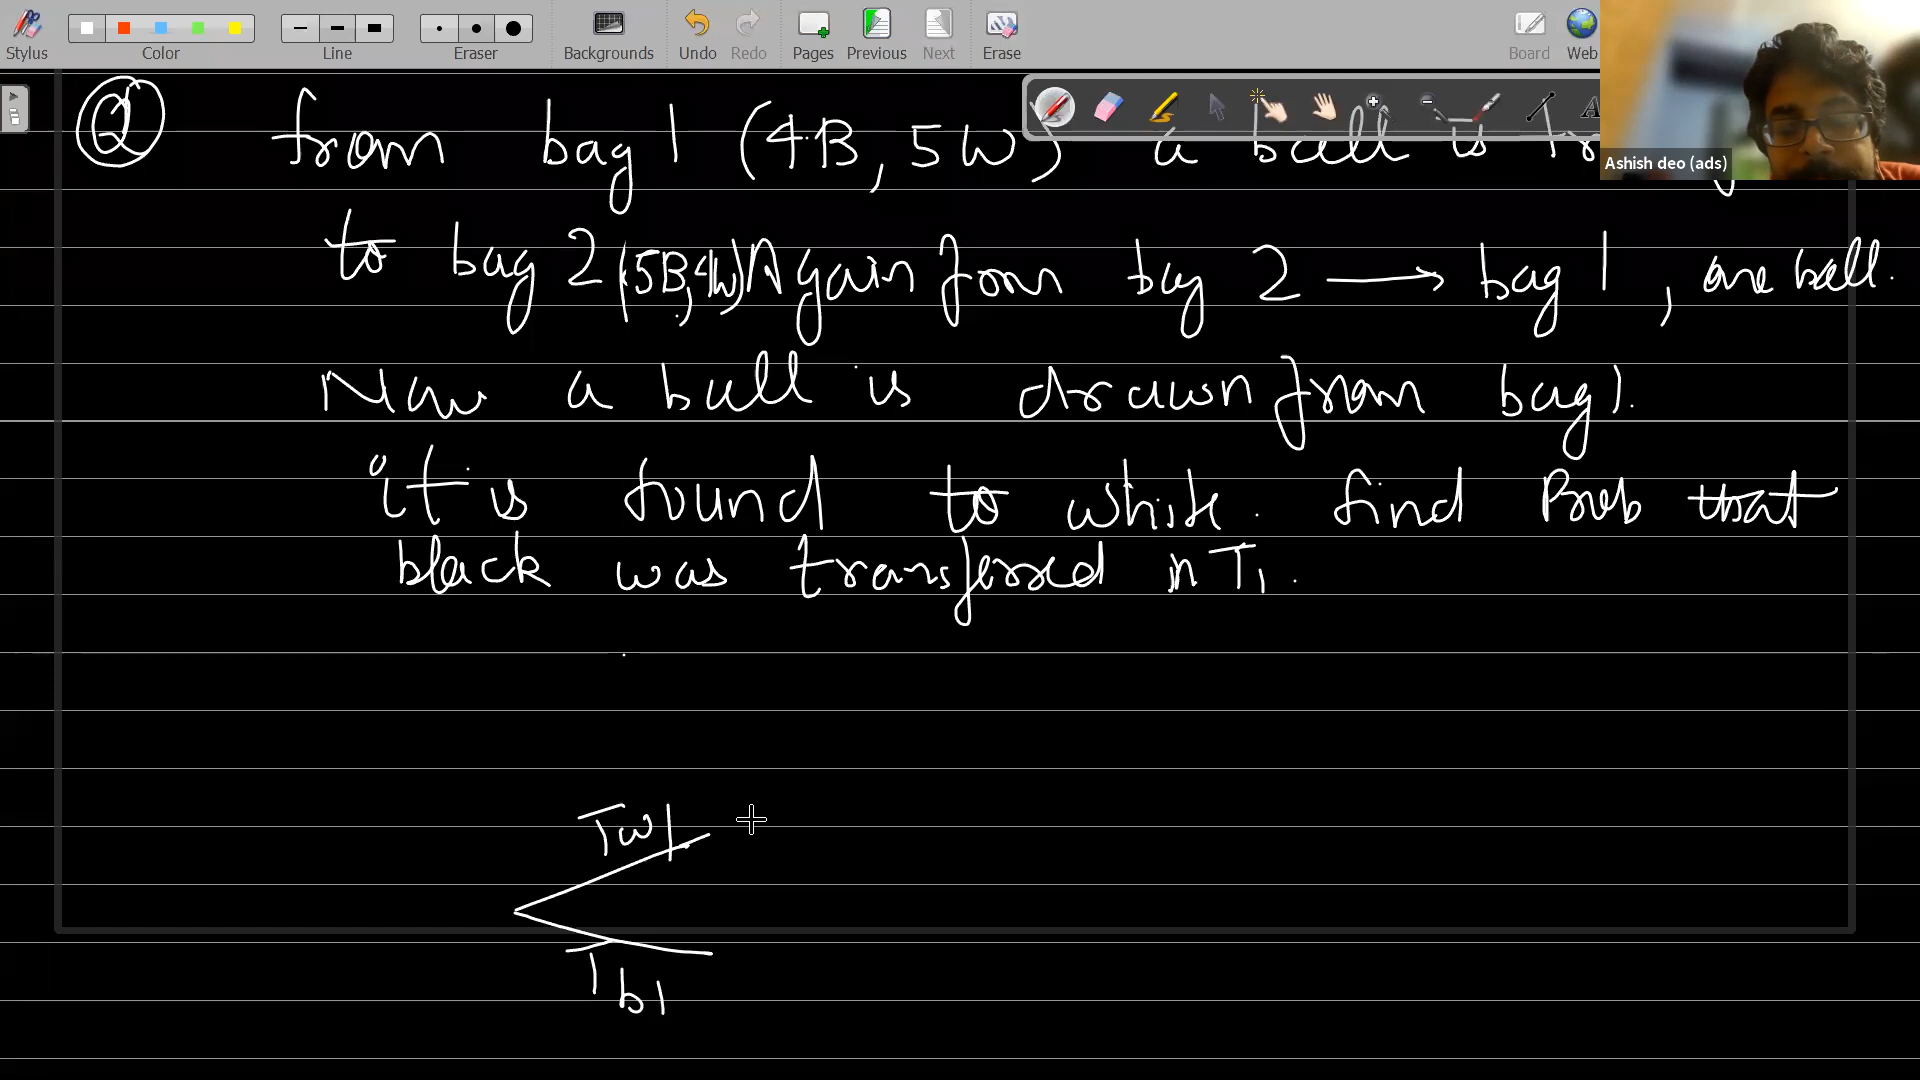 Stylus Color Line Eraser Backgrounds Undo Redo Pages Previous Next Erase Board Web
Ashish deo (ads)
Q from bag 1 (4B, 5W) a ball is
to bag 2 (5B, 4W) Again from bag 2 → bag 1, one ball.
Now a ball is drawn from bag 1.
it is found to white. find Prob that
black was transferred in T1.
Tw1
Tb1